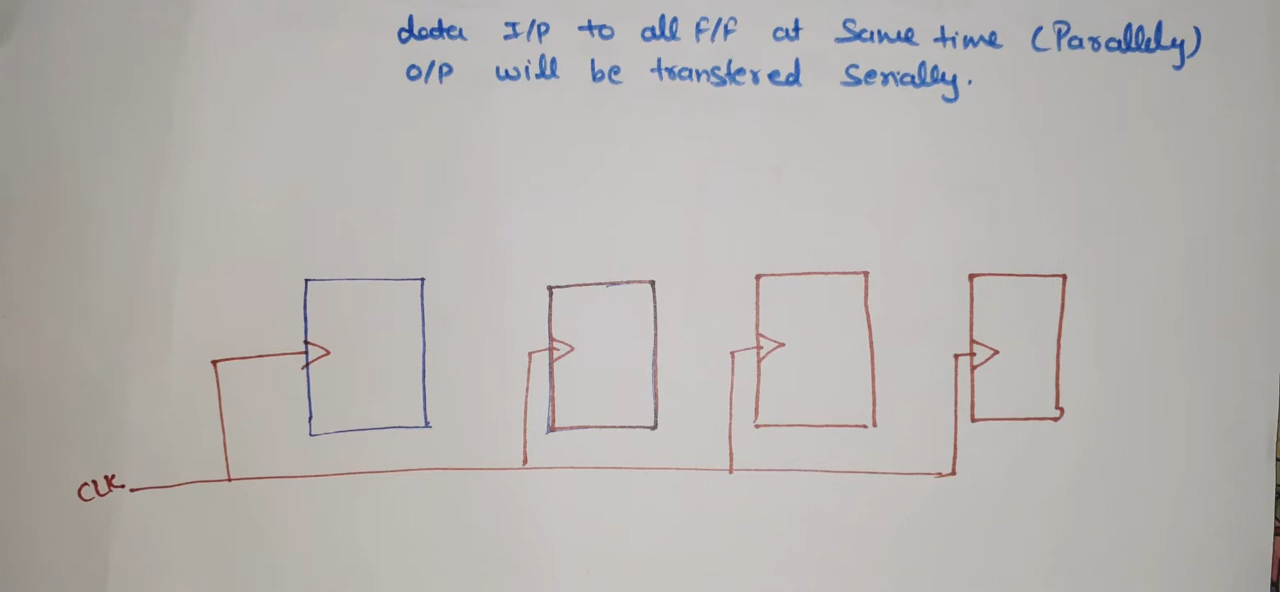 data I/P to all F/F at Same time (Parallely)
O/P will be transfered Serially.
CLK